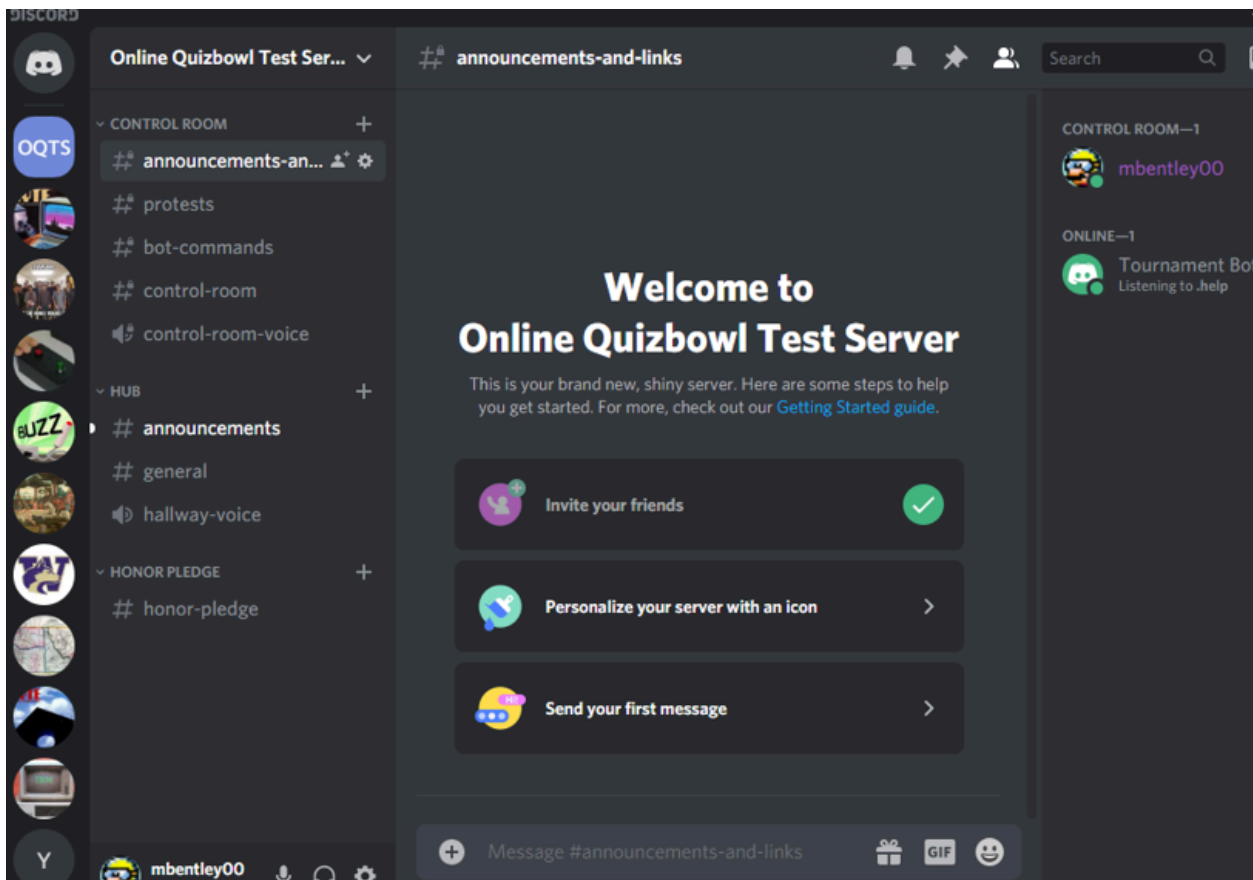 DISCORD
Online Quizbowl Test Ser...
CONTROL ROOM
announcements-an...
protests
bot-commands
control-room
control-room-voice
HUB
announcements
general
hallway-voice
HONOR PLEDGE
honor-pledge
OQTS
BUZZ
W
Y
mbentley00
announcements-and-links
Search
Welcome to
Online Quizbowl Test Server
This is your brand new, shiny server. Here are some steps to help
you get started. For more, check out our Getting Started guide.
Invite your friends
Personalize your server with an icon
Hi!
Send your first message
Message #announcements-and-links
GIF
CONTROL ROOM—1
mbentley00
ONLINE—1
Tournament Bo
Listening to .help